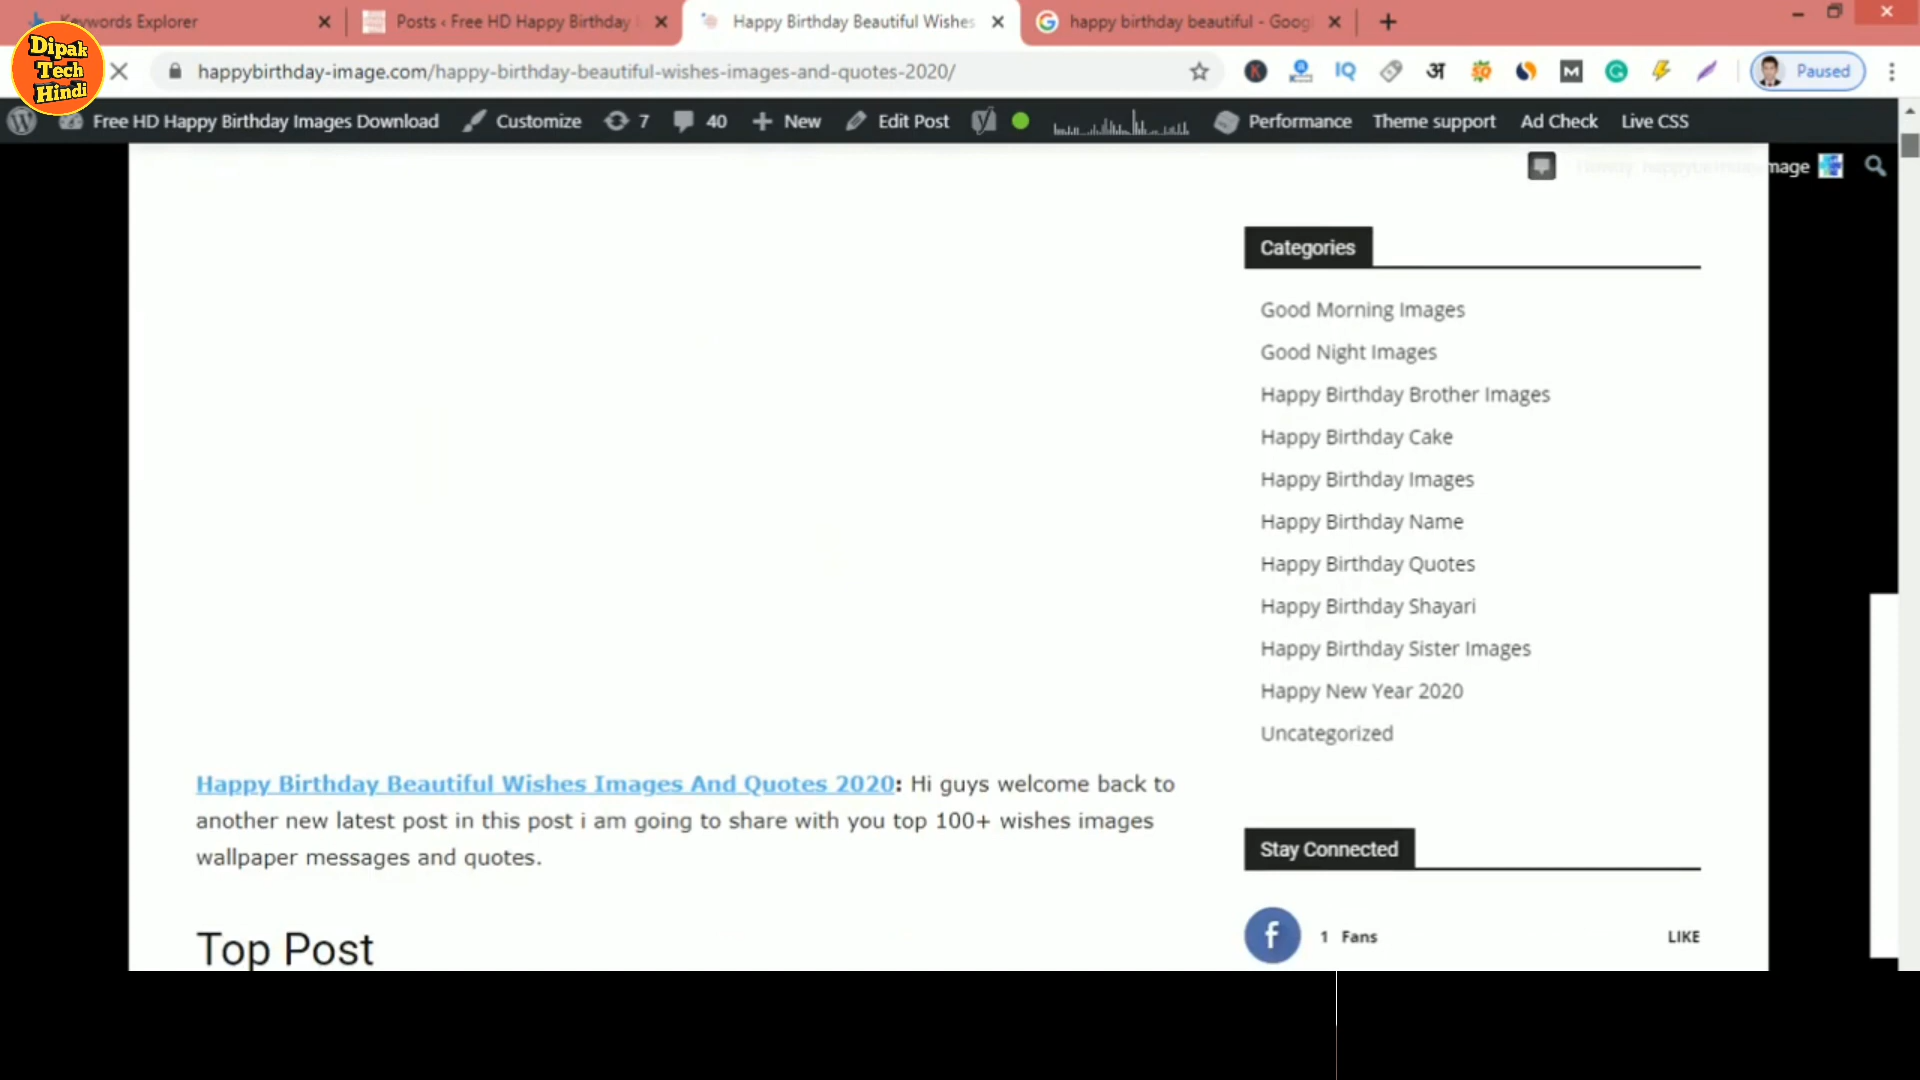 Keywords Explorer
Posts ‹ Free HD Happy Birthday
Happy Birthday Beautiful Wishes
happy birthday beautiful - Goog
Dipak
Tech
Hindi
happybirthday-image.com/happy-birthday-beautiful-wishes-images-and-quotes-2020/
IQ
अ
M
Paused
Free HD Happy Birthday Images Download
Customize
7
40
New
Edit Post
Performance
Theme support
Ad Check
Live CSS
mage
Categories
Good Morning Images
Good Night Images
Happy Birthday Brother Images
Happy Birthday Cake
Happy Birthday Images
Happy Birthday Name
Happy Birthday Quotes
Happy Birthday Shayari
Happy Birthday Sister Images
Happy New Year 2020
Uncategorized
Happy Birthday Beautiful Wishes Images And Quotes 2020: Hi guys welcome back to
another new latest post in this post i am going to share with you top 100+ wishes images
wallpaper messages and quotes.
Top Post
Stay Connected
f
1 Fans
LIKE